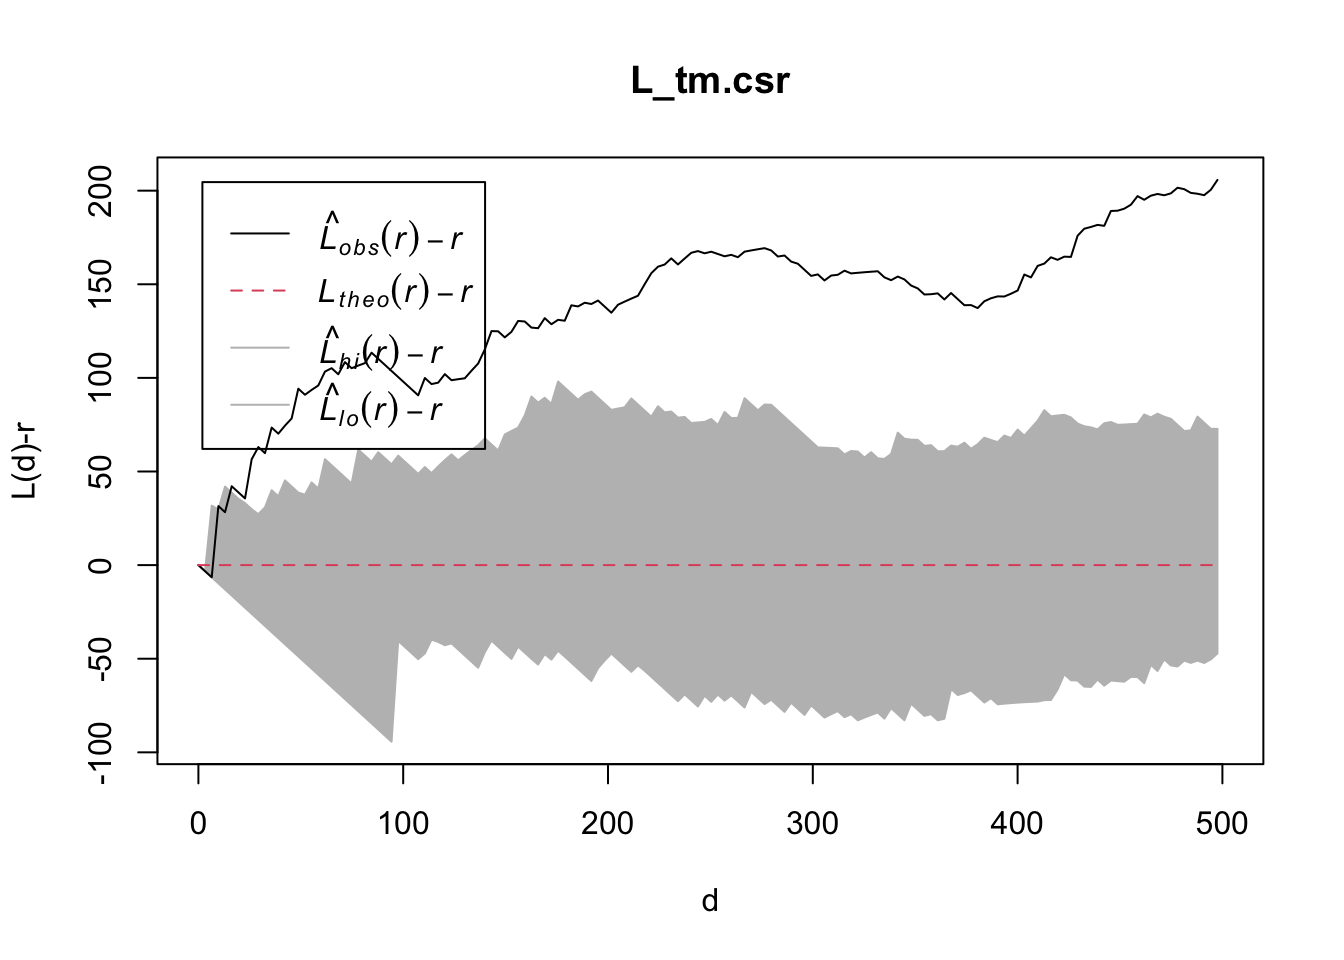 L_tm.csr
L̂obs(r) − r
Ltheo(r) − r
L̂hi(r) − r
L̂lo(r) − r
L(d)-r
200
150
100
50
0
-50
-100
0 100 200 300 400 500
d